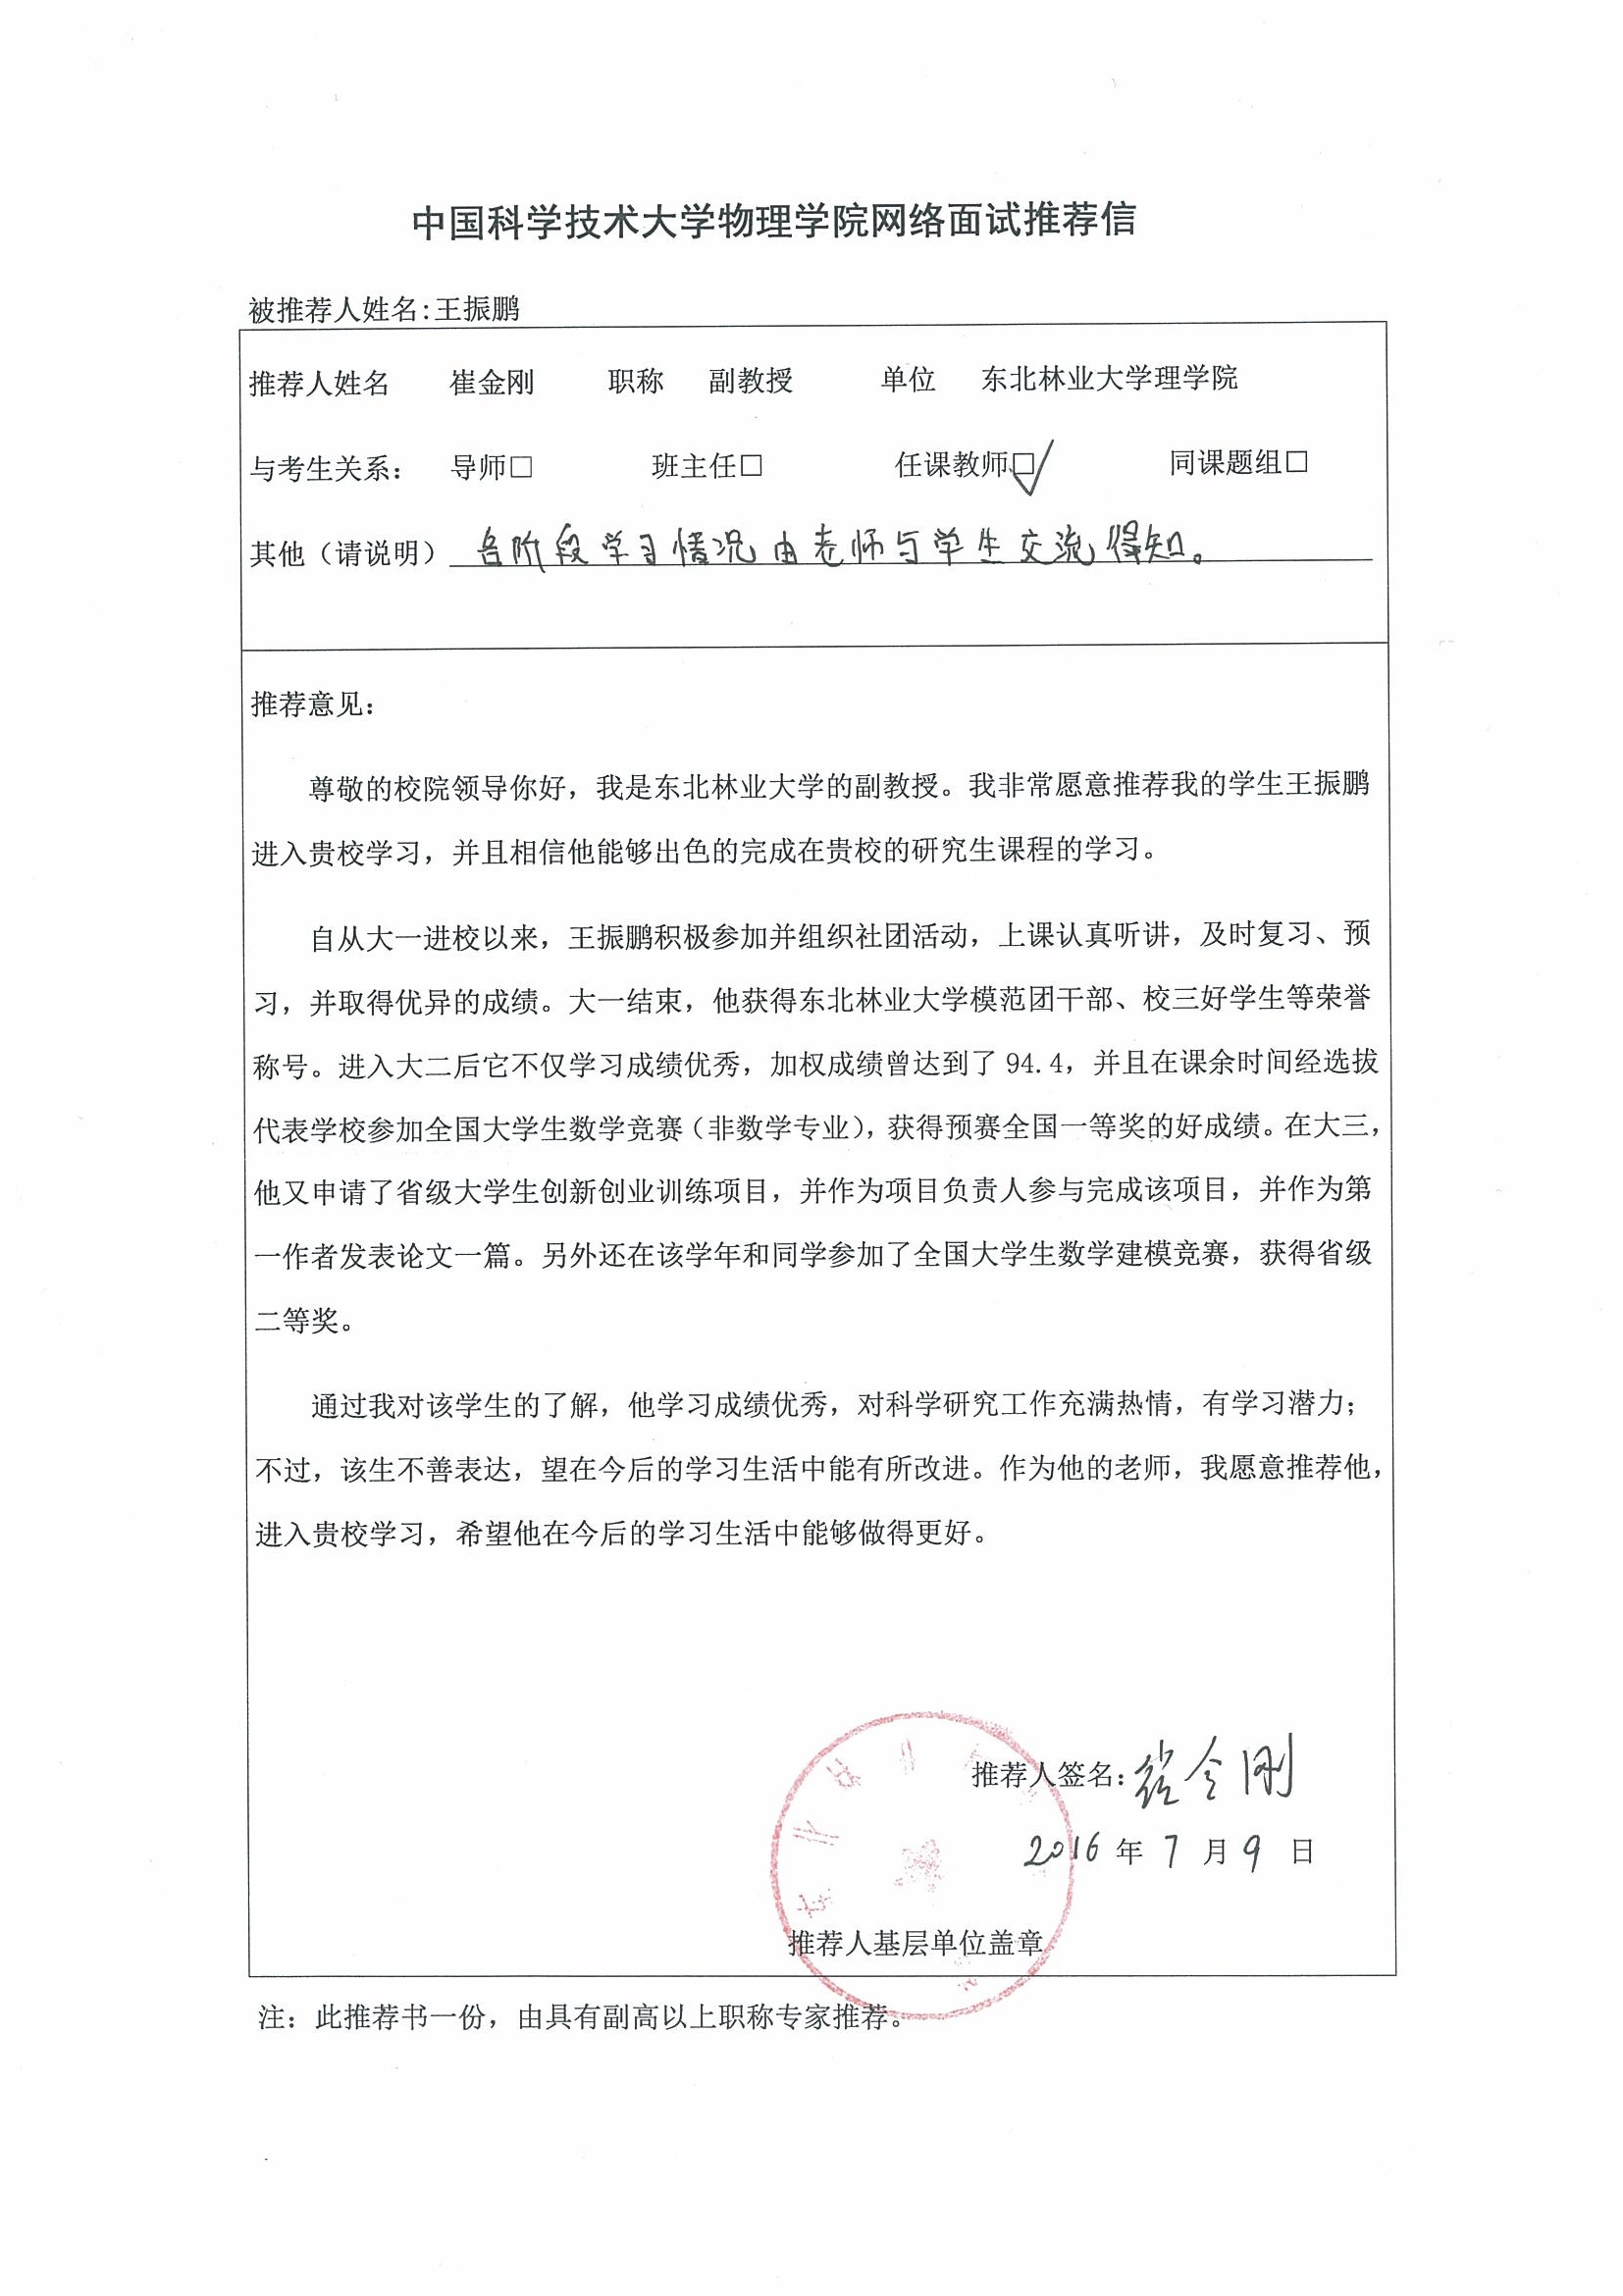 中国科学技术大学物理学院网络面试推荐信
被推荐人姓名:王振鹏
推荐人姓名 崔金刚 职称 副教授 单位 东北林业大学理学院
与考生关系： 导师□ 班主任□ 任课教师□√ 同课题组□
其他（请说明） 各阶段学习情况由老师与学生交流得知。
推荐意见：
尊敬的校院领导你好，我是东北林业大学的副教授。我非常愿意推荐我的学生王振鹏
进入贵校学习，并且相信他能够出色的完成在贵校的研究生课程的学习。
自从大一进校以来，王振鹏积极参加并组织社团活动，上课认真听讲，及时复习、预
习，并取得优异的成绩。大一结束，他获得东北林业大学模范团干部、校三好学生等荣誉
称号。进入大二后它不仅学习成绩优秀，加权成绩曾达到了 94.4，并且在课余时间经选拔
代表学校参加全国大学生数学竞赛（非数学专业），获得预赛全国一等奖的好成绩。在大三，
他又申请了省级大学生创新创业训练项目，并作为项目负责人参与完成该项目，并作为第
一作者发表论文一篇。另外还在该学年和同学参加了全国大学生数学建模竞赛，获得省级
二等奖。
通过我对该学生的了解，他学习成绩优秀，对科学研究工作充满热情，有学习潜力；
不过，该生不善表达，望在今后的学习生活中能有所改进。作为他的老师，我愿意推荐他，
进入贵校学习，希望他在今后的学习生活中能够做得更好。
推荐人签名：崔金刚
2016 年 7 月 9 日
推荐人基层单位盖章
东北林业大
注：此推荐书一份，由具有副高以上职称专家推荐。